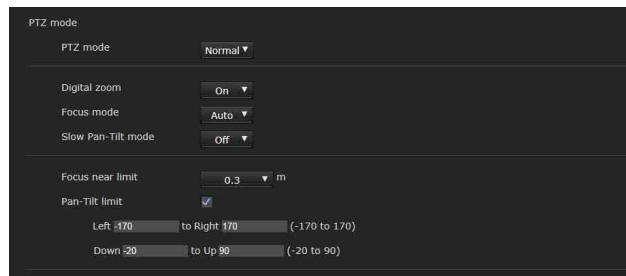 PTZ mode
PTZ mode Normal
Digital zoom On
Focus mode Auto
Slow Pan-Tilt mode Off
Focus near limit 0.3 m
Pan-Tilt limit
Left -170 to Right 170 (-170 to 170)
Down -20 to Up 90 (-20 to 90)